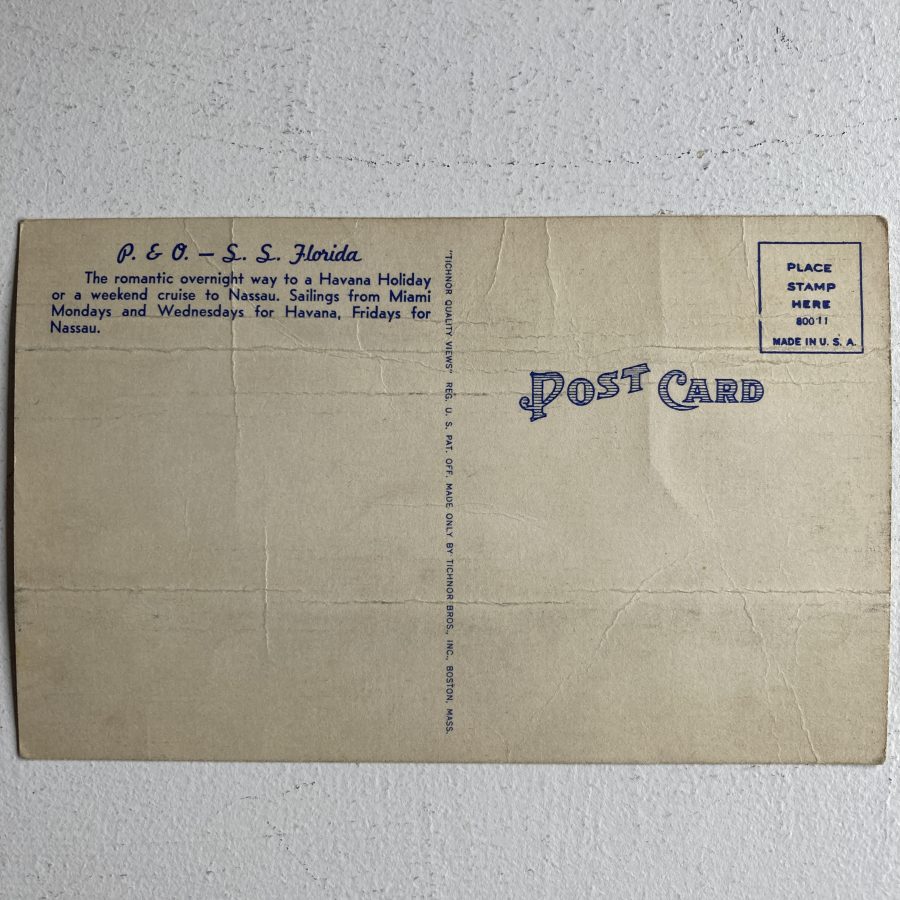 P. & O. — S. S. Florida
The romantic overnight way to a Havana Holiday
or a weekend cruise to Nassau. Sailings from Miami
Mondays and Wednesdays for Havana, Fridays for
Nassau.
"TICHNOR QUALITY VIEWS" REG. U. S. PAT. OFF. MADE ONLY BY TICHNOR BROS., INC., BOSTON, MASS.
POST CARD
PLACE
STAMP
HERE
80011
MADE IN U. S. A.